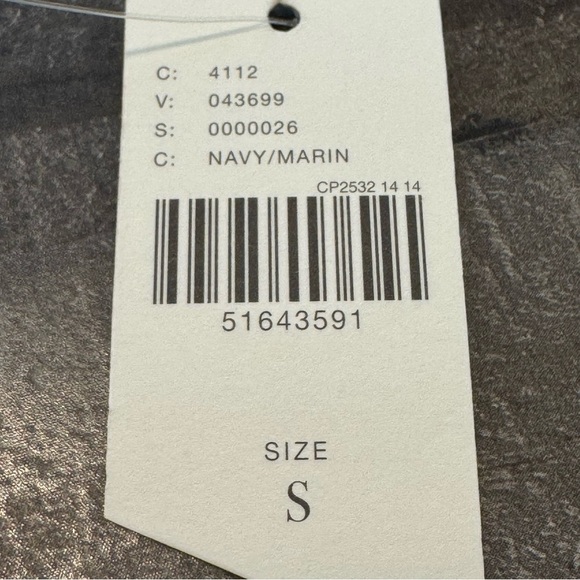 C: 4112
V: 043699
S: 0000026
C: NAVY/MARIN
CP2532 14 14
51643591
SIZE
S